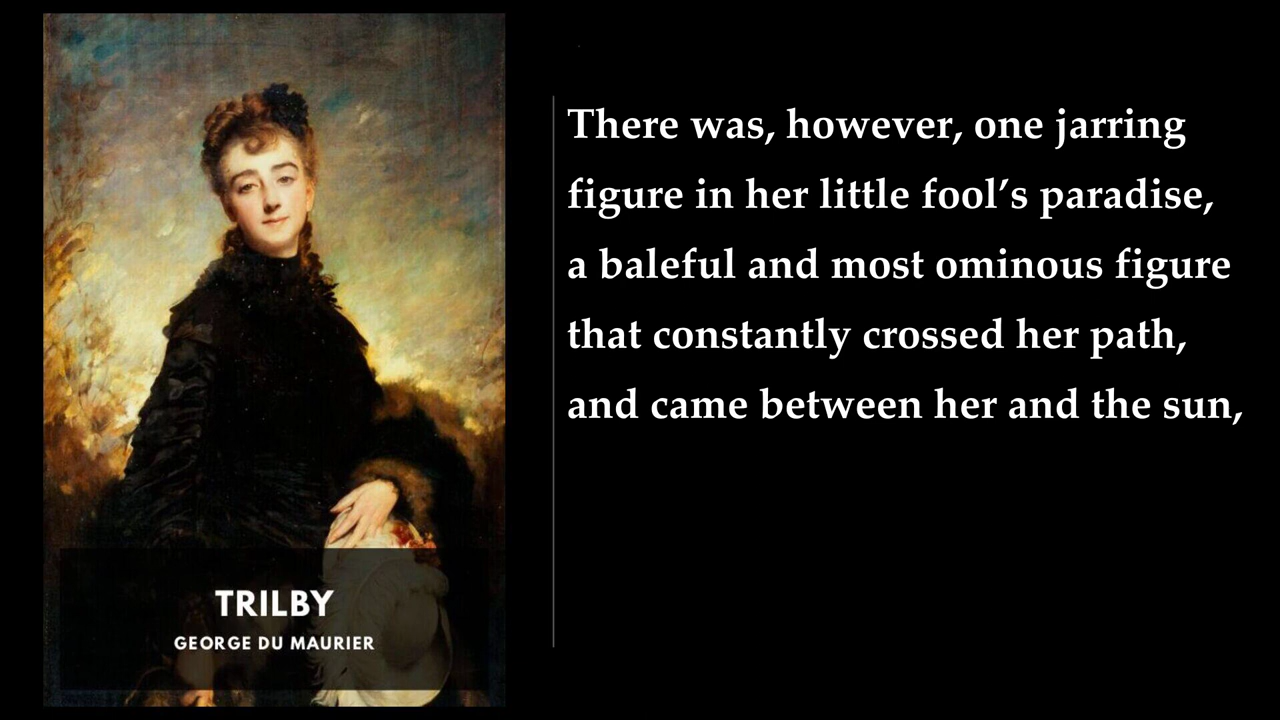 There was, however, one jarring
figure in her little fool’s paradise,
a baleful and most ominous figure
that constantly crossed her path,
and came between her and the sun,
TRILBY
GEORGE DU MAURIER